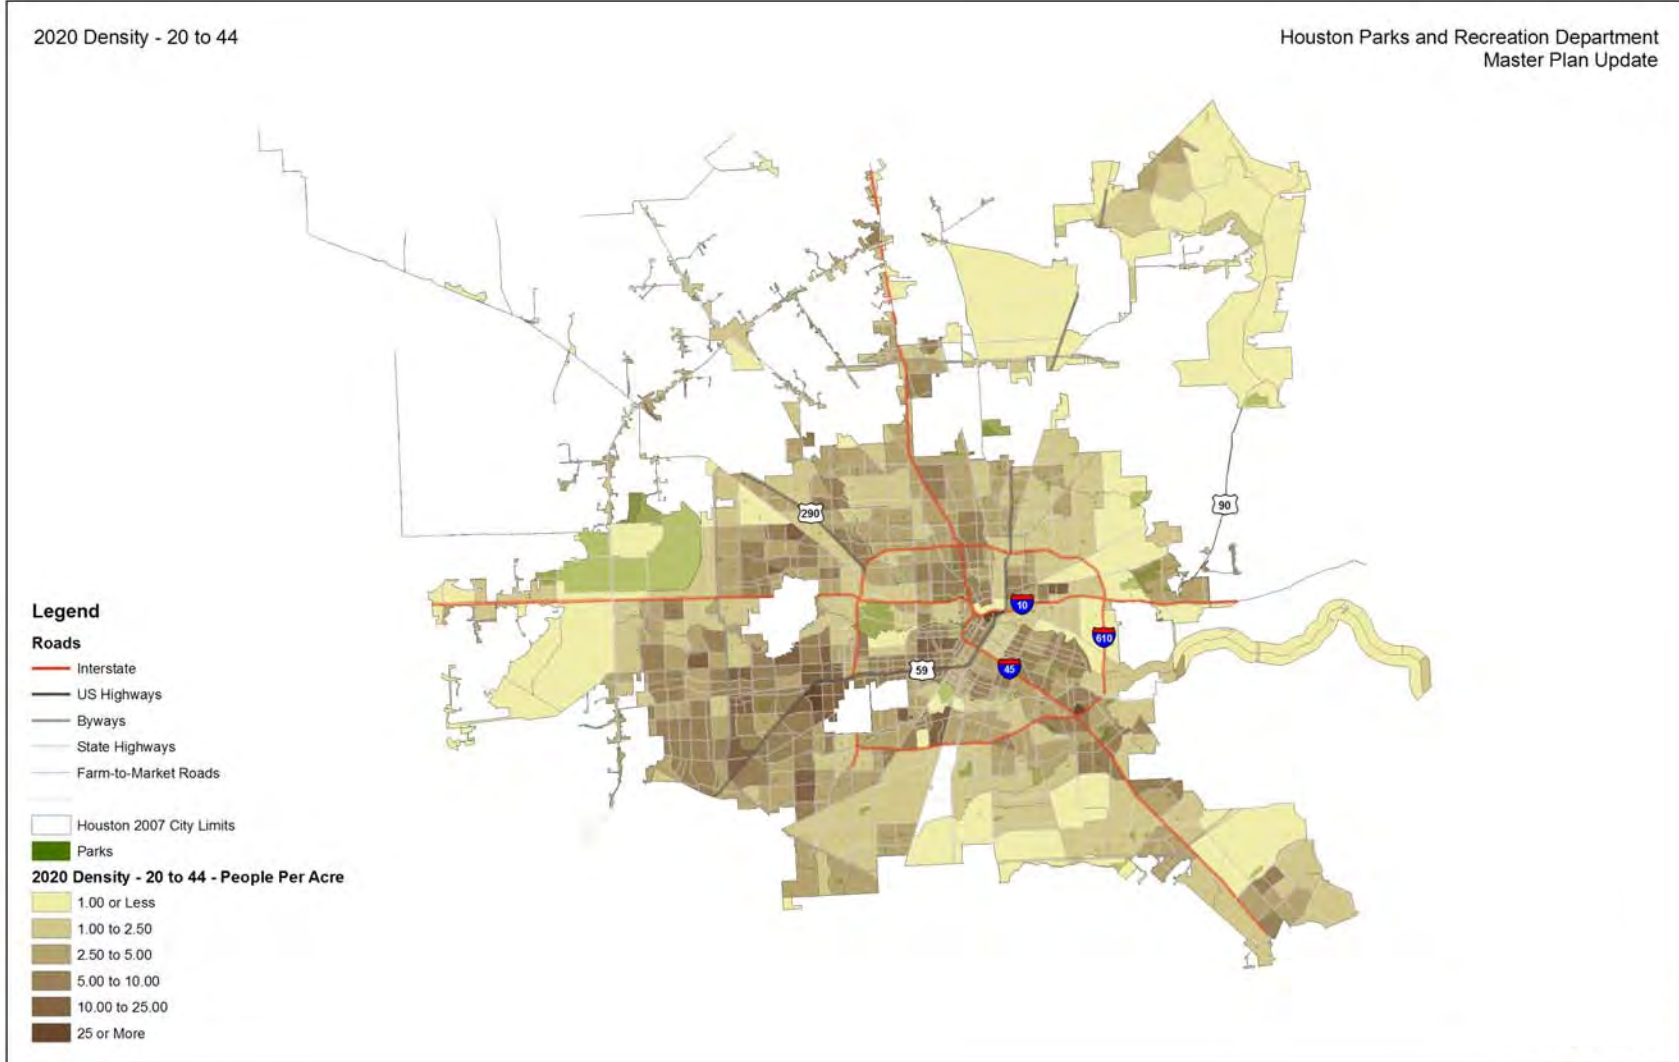 2020 Density - 20 to 44
Houston Parks and Recreation Department
Master Plan Update
290
90
10
610
59
45
Legend
Roads
Interstate
US Highways
Byways
State Highways
Farm-to-Market Roads
Houston 2007 City Limits
Parks
2020 Density - 20 to 44 - People Per Acre
1.00 or Less
1.00 to 2.50
2.50 to 5.00
5.00 to 10.00
10.00 to 25.00
25 or More